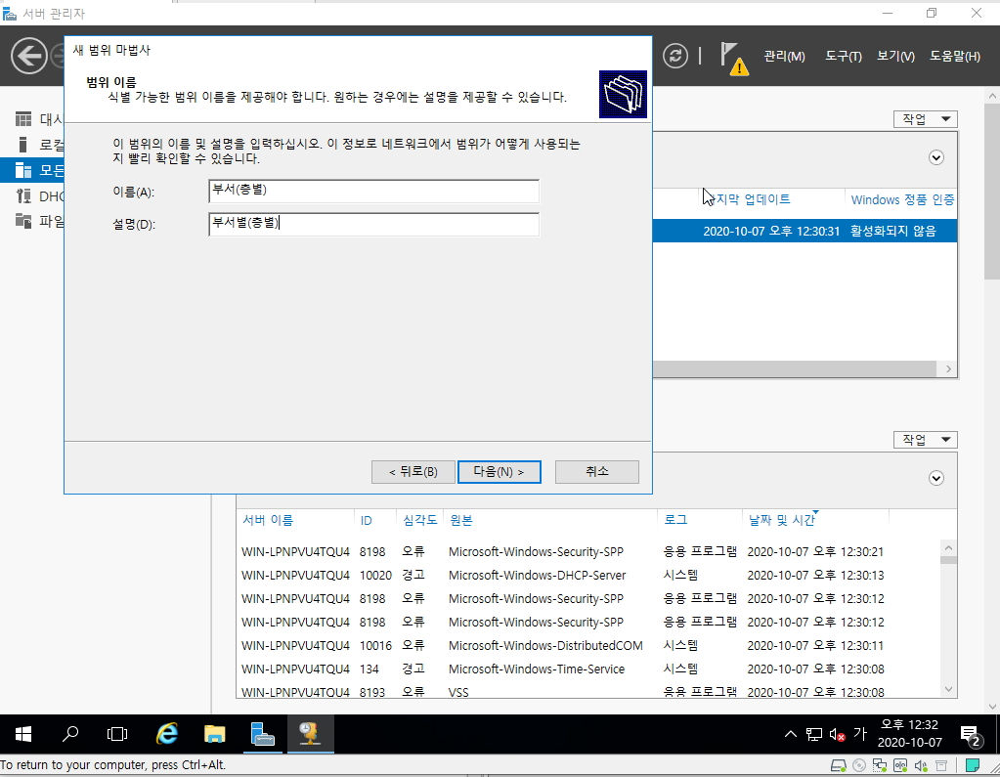 서버 관리자
관리(M) 도구(T) 보기(V) 도움말(H)
새 범위 마법사
범위 이름
식별 가능한 범위 이름을 제공해야 합니다. 원하는 경우에는 설명을 제공할 수 있습니다.
이 범위의 이름 및 설명을 입력하십시오. 이 정보로 네트워크에서 범위가 어떻게 사용되는
지 빨리 확인할 수 있습니다.
이름(A): 부서(층별)
설명(D): 부서별(층별)
< 뒤로(B) 다음(N) > 취소
대시
로컬
모든
DHC
파일
작업
지막 업데이트 Windows 정품 인증
2020-10-07 오후 12:30:31 활성화되지 않음
작업
서버 이름 ID 심각도 원본 로그 날짜 및 시간
WIN-LPNPVU4TQU4 8198 오류 Microsoft-Windows-Security-SPP 응용 프로그램 2020-10-07 오후 12:30:21
WIN-LPNPVU4TQU4 10020 경고 Microsoft-Windows-DHCP-Server 시스템 2020-10-07 오후 12:30:13
WIN-LPNPVU4TQU4 8198 오류 Microsoft-Windows-Security-SPP 응용 프로그램 2020-10-07 오후 12:30:12
WIN-LPNPVU4TQU4 8198 오류 Microsoft-Windows-Security-SPP 응용 프로그램 2020-10-07 오후 12:30:12
WIN-LPNPVU4TQU4 10016 오류 Microsoft-Windows-DistributedCOM 시스템 2020-10-07 오후 12:30:11
WIN-LPNPVU4TQU4 134 경고 Microsoft-Windows-Time-Service 시스템 2020-10-07 오후 12:30:08
WIN-LPNPVU4TQU4 8193 오류 VSS 응용 프로그램 2020-10-07 오후 12:30:08
가 오후 12:32
2020-10-07
2
To return to your computer, press Ctrl+Alt.